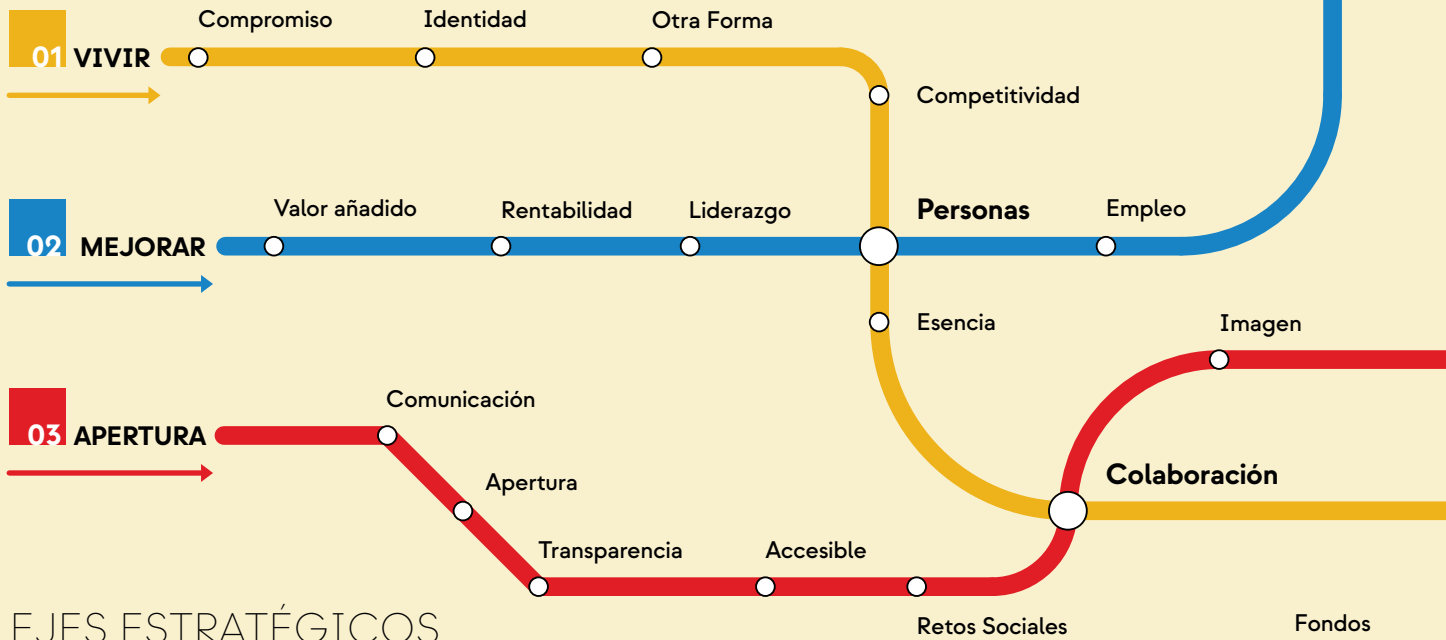 Compromiso
Identidad
Otra Forma
01 VIVIR
Competitividad
Valor añadido
Rentabilidad
Liderazgo
Personas
Empleo
02 MEJORAR
Esencia
Imagen
Comunicación
03 APERTURA
Colaboración
Apertura
Transparencia
Accesible
EJES ESTRATÉGICOS
Retos Sociales
Fondos